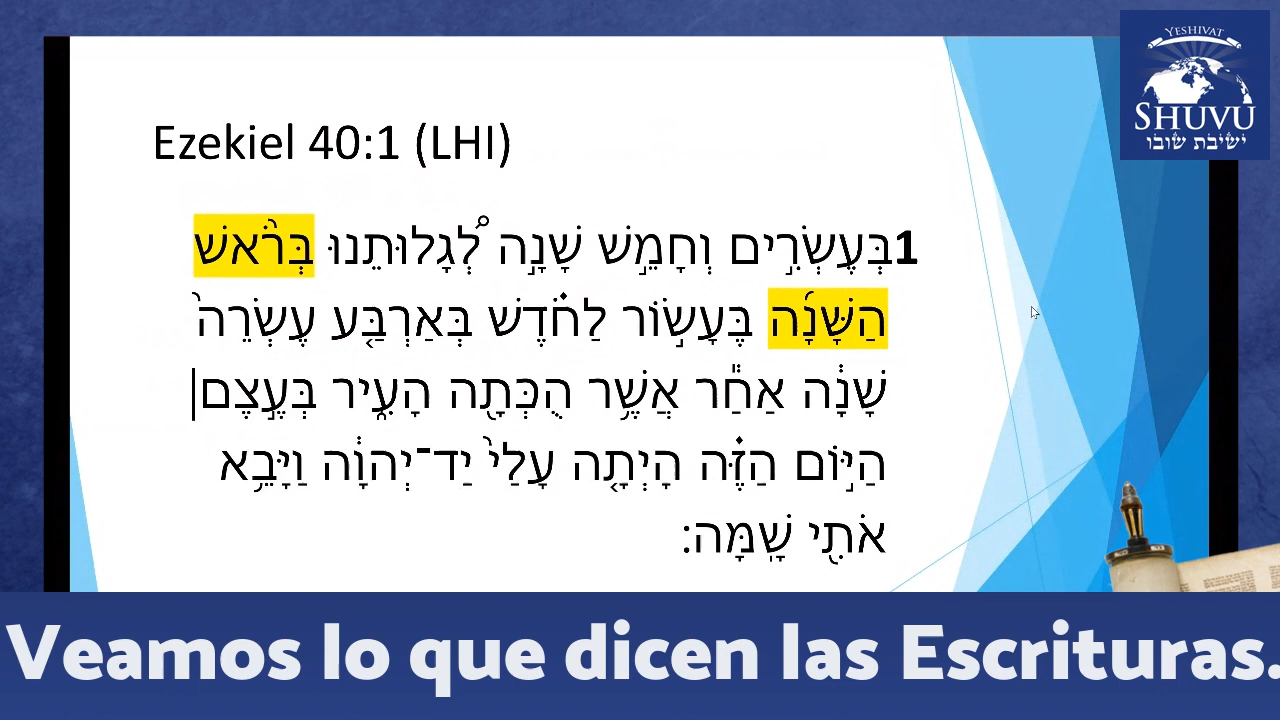 YESHIVAT
SHUVU
ישיבת שובו
Ezekiel 40:1 (LHI)
1בְּעֶשְׂרִ֣ים וְחָמֵ֣שׁ שָׁנָ֣ה לְ֠גָלוּתֵנוּ בְּרֹ֨אשׁ
הַשָּׁנָ֜ה בֶּעָשׂ֣וֹר לַחֹ֗דֶשׁ בְּאַרְבַּ֤ע עֶשְׂרֵה֙
שָׁנָ֔ה אַחַ֕ר אֲשֶׁ֥ר הֻכְּתָ֖ה הָעִ֑יר בְּעֶ֣צֶם׀
הַיּ֣וֹם הַזֶּ֗ה הָיְתָ֤ה עָלַי֙ יַד־יְהוָ֔ה וַיָּבֵ֥א
אֹתִ֖י שָֽׁמָּה׃
Veamos lo que dicen las Escrituras.